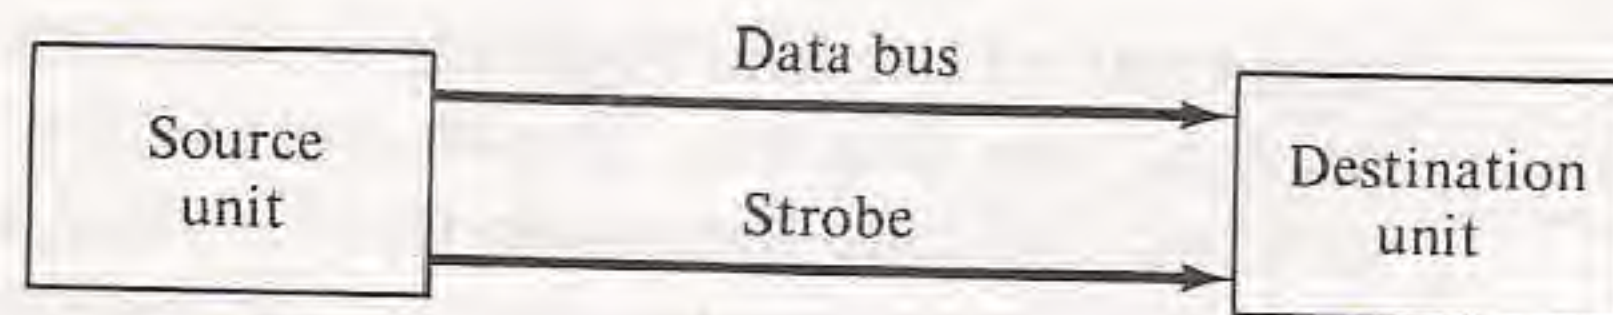 Data bus
Source
unit
Strobe
Destination
unit